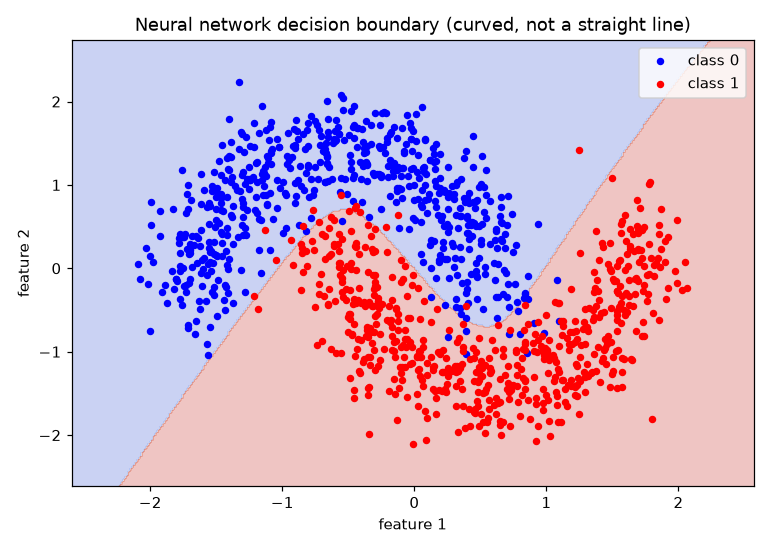 Neural network decision boundary (curved, not a straight line)
class 0
class 1
feature 2
2
1
0
−1
−2
−2
−1
0
1
2
feature 1